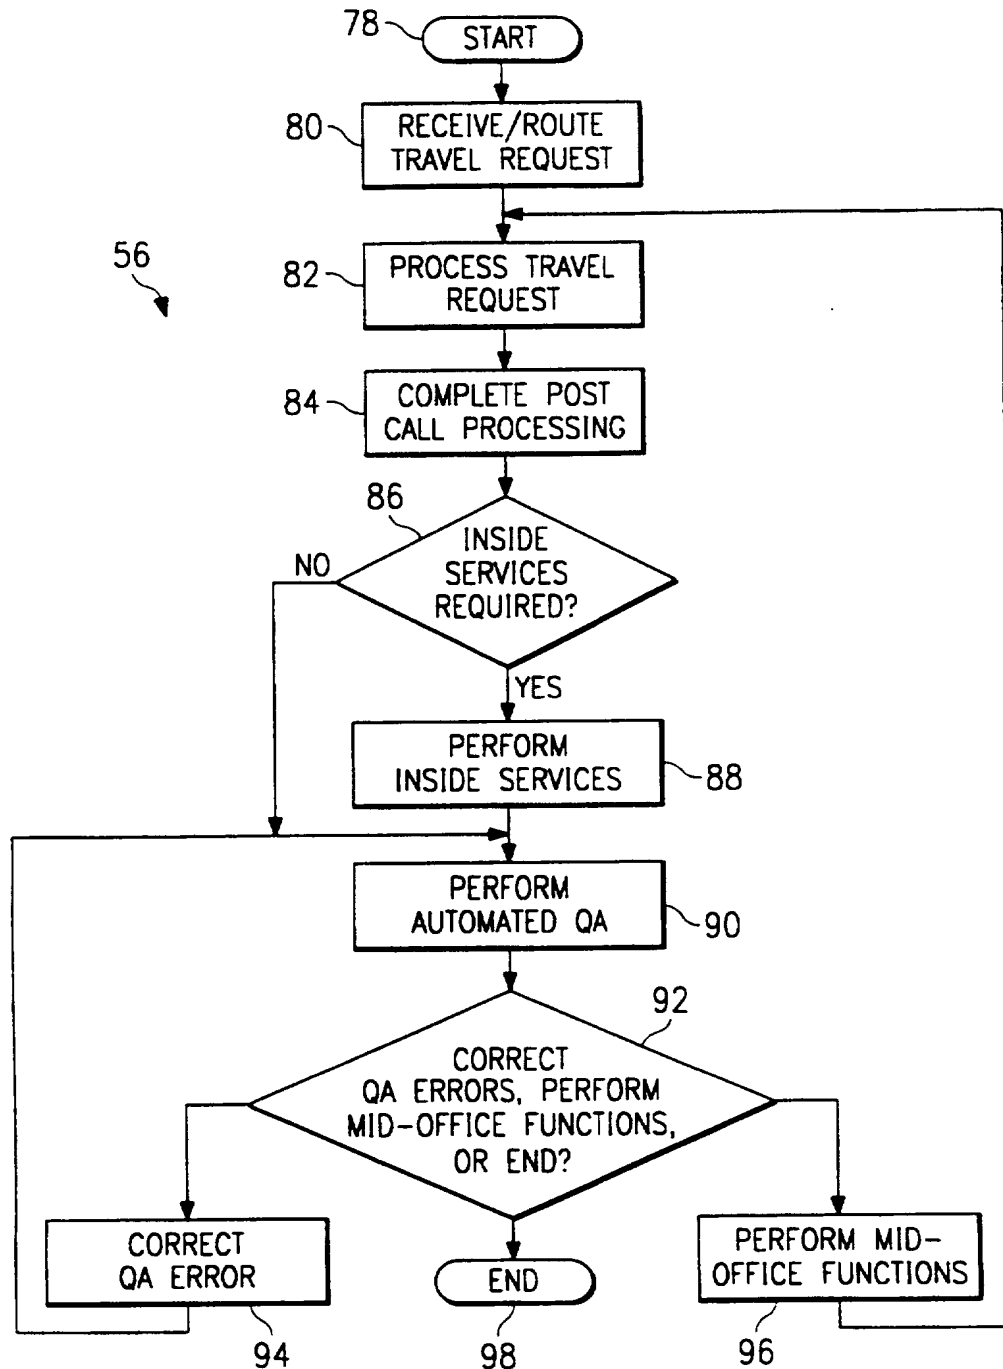 78
START
80
RECEIVE/ROUTE
TRAVEL REQUEST
56
82
PROCESS TRAVEL
REQUEST
84
COMPLETE POST
CALL PROCESSING
86
INSIDE
SERVICES
REQUIRED?
NO
YES
PERFORM
INSIDE SERVICES
88
PERFORM
AUTOMATED QA
90
92
CORRECT
QA ERRORS, PERFORM
MID-OFFICE FUNCTIONS,
OR END?
CORRECT
QA ERROR
94
END
98
PERFORM MID-
OFFICE FUNCTIONS
96